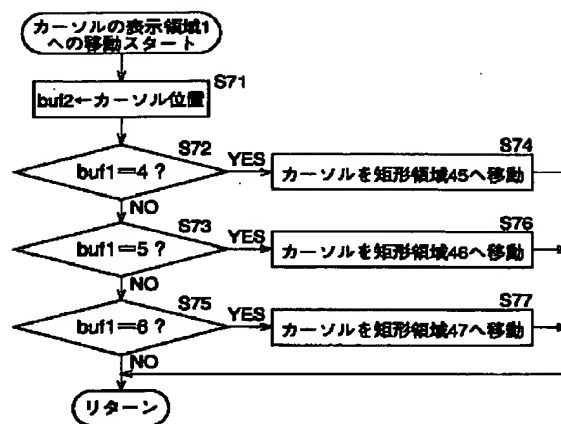 カーソルの表示領域1
への移動スタート
S71
buf2←カーソル位置
S72
buf1=4?
YES
S74
カーソルを矩形領域45へ移動
NO
S73
buf1=5?
YES
S76
カーソルを矩形領域46へ移動
NO
S75
buf1=6?
YES
S77
カーソルを矩形領域47へ移動
NO
リターン